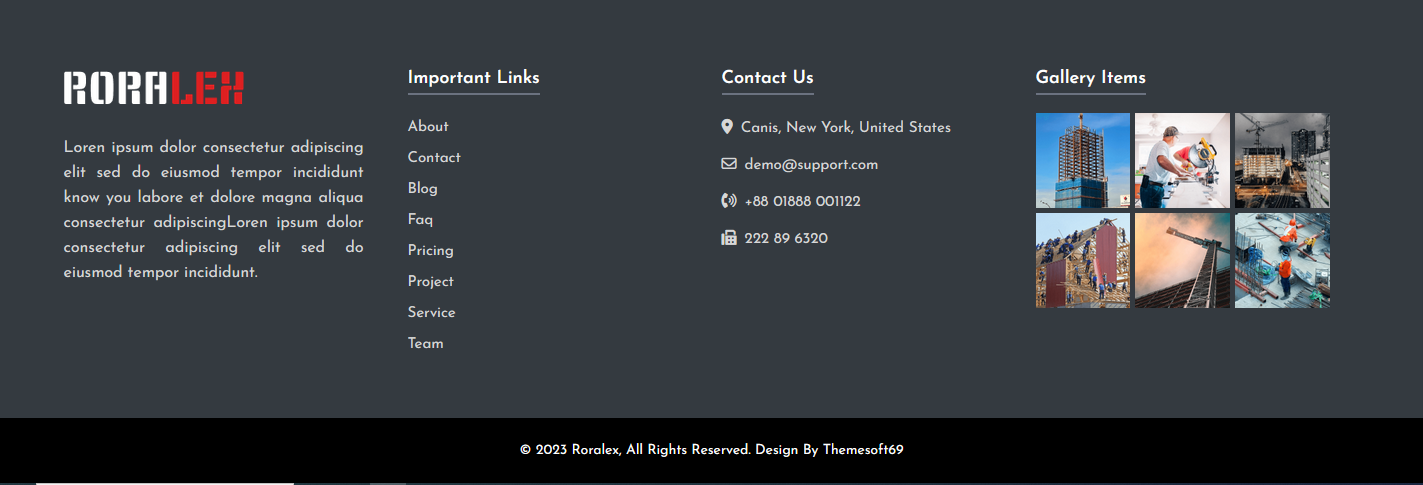 RORALEX
Loren ipsum dolor consectetur adipiscing
elit sed do eiusmod tempor incididunt
know you labore et dolore magna aliqua
consectetur adipiscingLoren ipsum dolor
consectetur adipiscing elit sed do
eiusmod tempor incididunt.
Important Links
About
Contact
Blog
Faq
Pricing
Project
Service
Team
Contact Us
Canis, New York, United States
demo@support.com
+88 01888 001122
222 89 6320
Gallery Items
© 2023 Roralex, All Rights Reserved. Design By Themesoft69